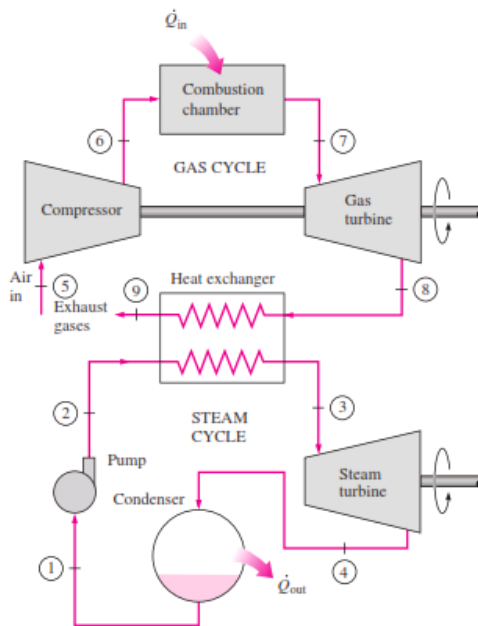 Q̇in
Combustion
chamber
6
7
GAS CYCLE
Compressor
Gas
turbine
Air
in
5
Exhaust
gases
9
Heat exchanger
8
2
3
STEAM
CYCLE
Pump
Condenser
Steam
turbine
1
4
Q̇out